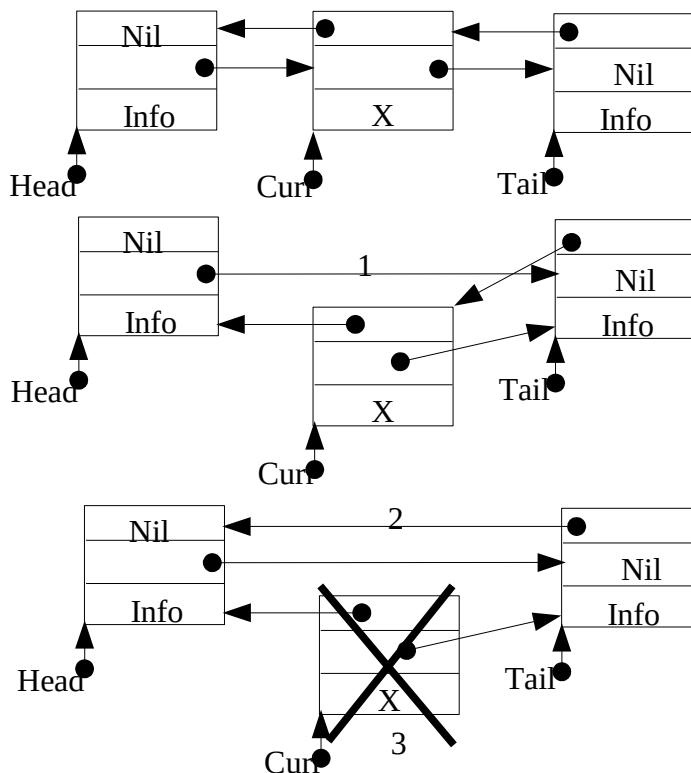 Nil
Nil
Info X Info
Head Curr Tail
Nil 1
Nil
Info Info
Head X Tail
Curr
Nil 2
Nil
Info Info
Head X Tail
3
Curr